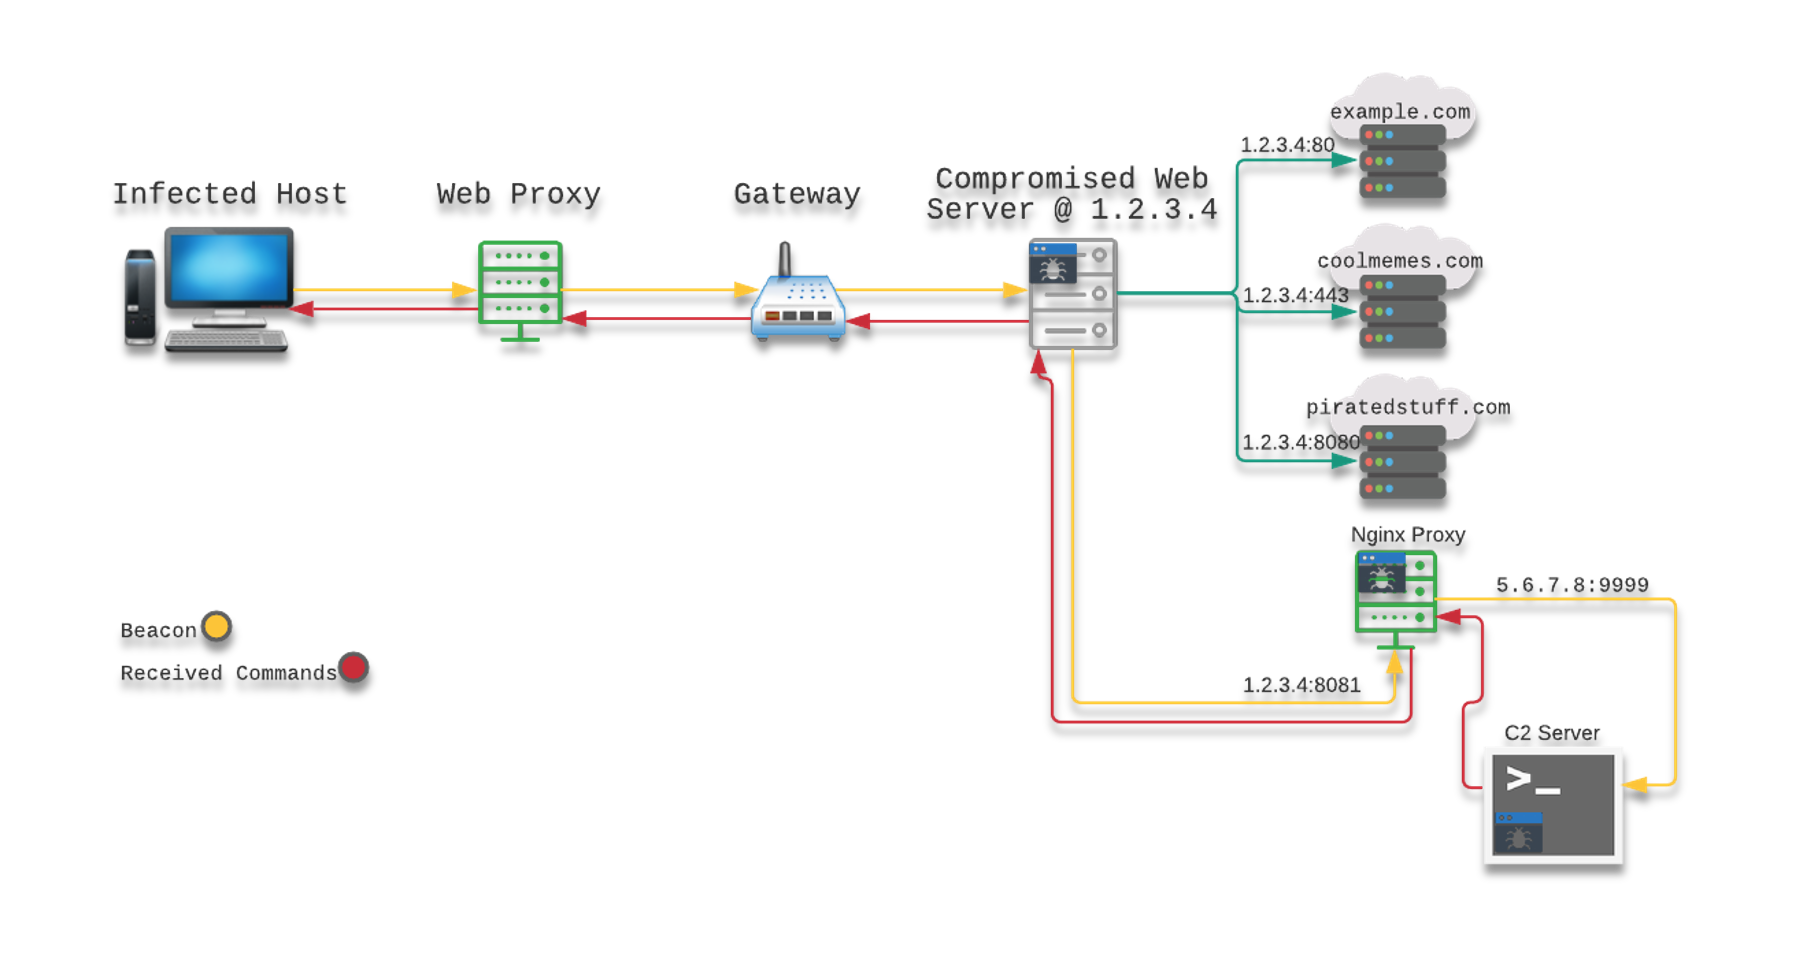 Infected Host
Web Proxy
Gateway
Compromised Web
Server @ 1.2.3.4
example.com
1.2.3.4:80
coolmemes.com
1.2.3.4:443
piratedstuff.com
1.2.3.4:8080
Nginx Proxy
5.6.7.8:9999
Beacon
Received Commands
1.2.3.4:8081
C2 Server
>_